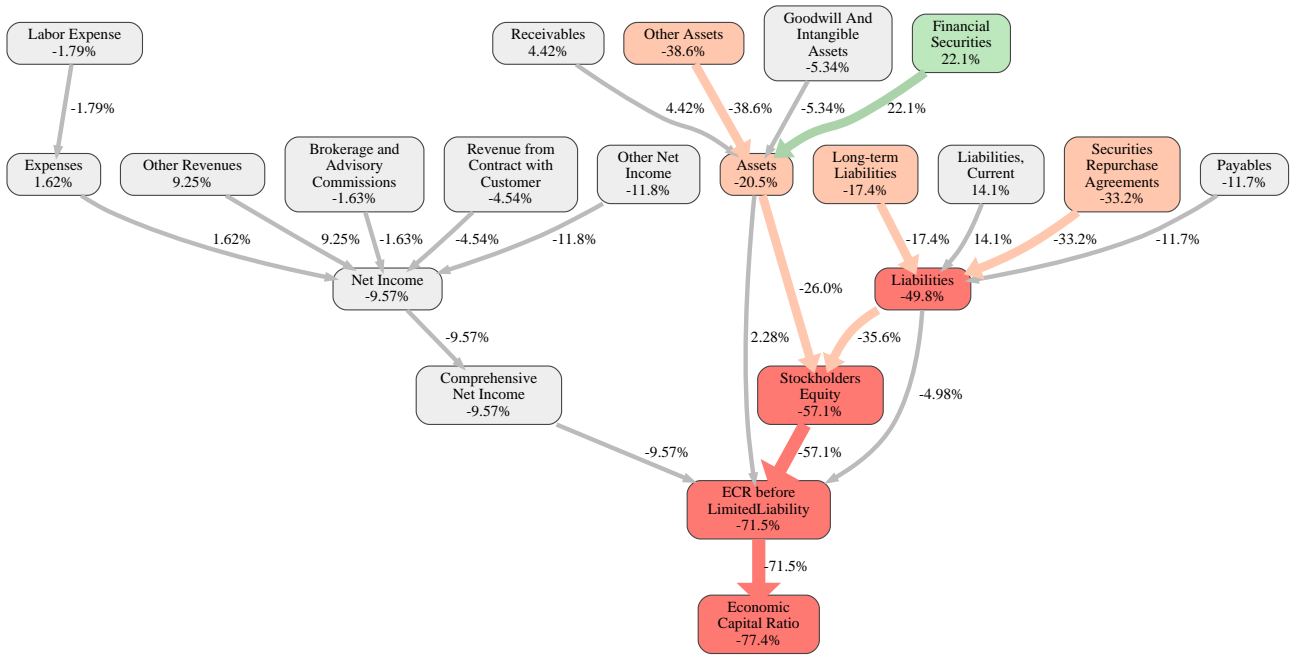 Labor Expense
-1.79%
Receivables
4.42%
Other Assets
-38.6%
Goodwill And
Intangible
Assets
-5.34%
Financial
Securities
22.1%
-1.79%
4.42%
-38.6%
-5.34%
22.1%
Expenses
1.62%
Other Revenues
9.25%
Brokerage and
Advisory
Commissions
-1.63%
Revenue from
Contract with
Customer
-4.54%
Other Net
Income
-11.8%
Assets
-20.5%
Long-term
Liabilities
-17.4%
Liabilities,
Current
14.1%
Securities
Repurchase
Agreements
-33.2%
Payables
-11.7%
1.62%
9.25%
-1.63%
-4.54%
-11.8%
-17.4%
14.1%
-33.2%
-11.7%
Net Income
-9.57%
-26.0%
Liabilities
-49.8%
-9.57%
2.28%
-35.6%
Comprehensive
Net Income
-9.57%
Stockholders
Equity
-57.1%
-4.98%
-9.57%
-57.1%
ECR before
LimitedLiability
-71.5%
-71.5%
Economic
Capital Ratio
-77.4%